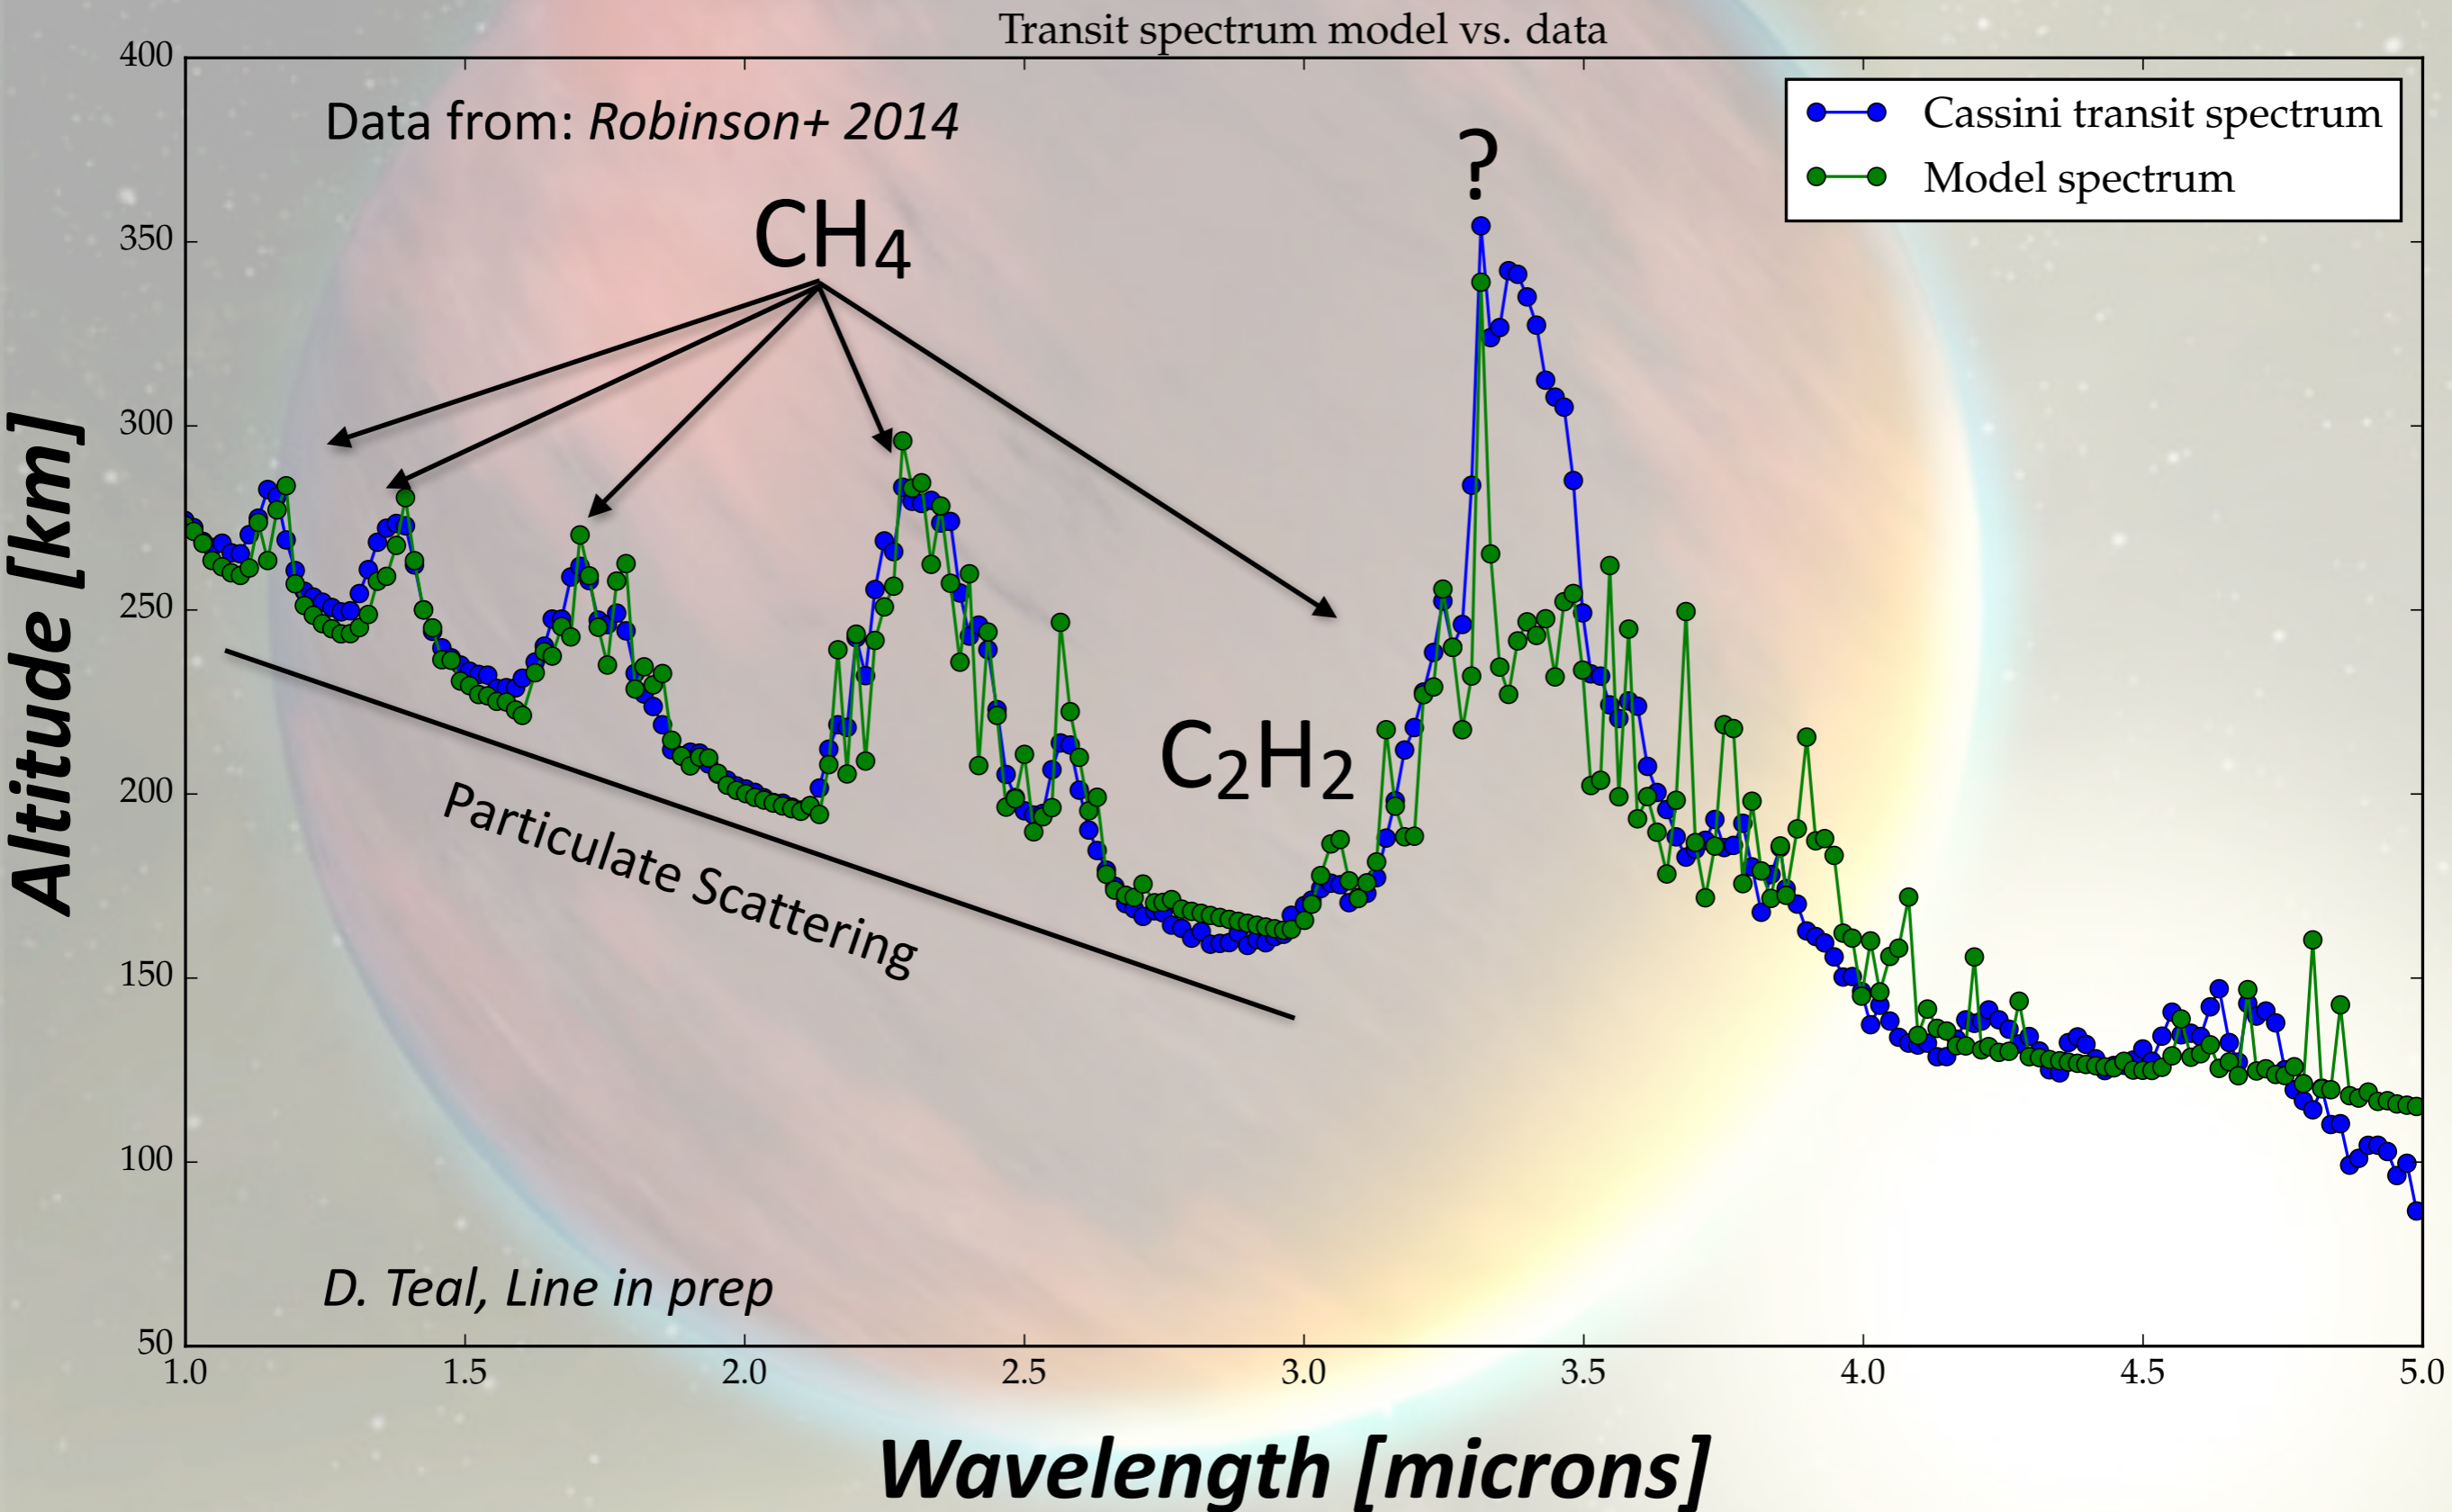 Transit spectrum model vs. data
400
350
300
250
200
150
100
50
Altitude [km]
Data from: Robinson+ 2014
Cassini transit spectrum
Model spectrum
?
CH4
C2H2
Particulate Scattering
D. Teal, Line in prep
1.0 1.5 2.0 2.5 3.0 3.5 4.0 4.5 5.0
Wavelength [microns]